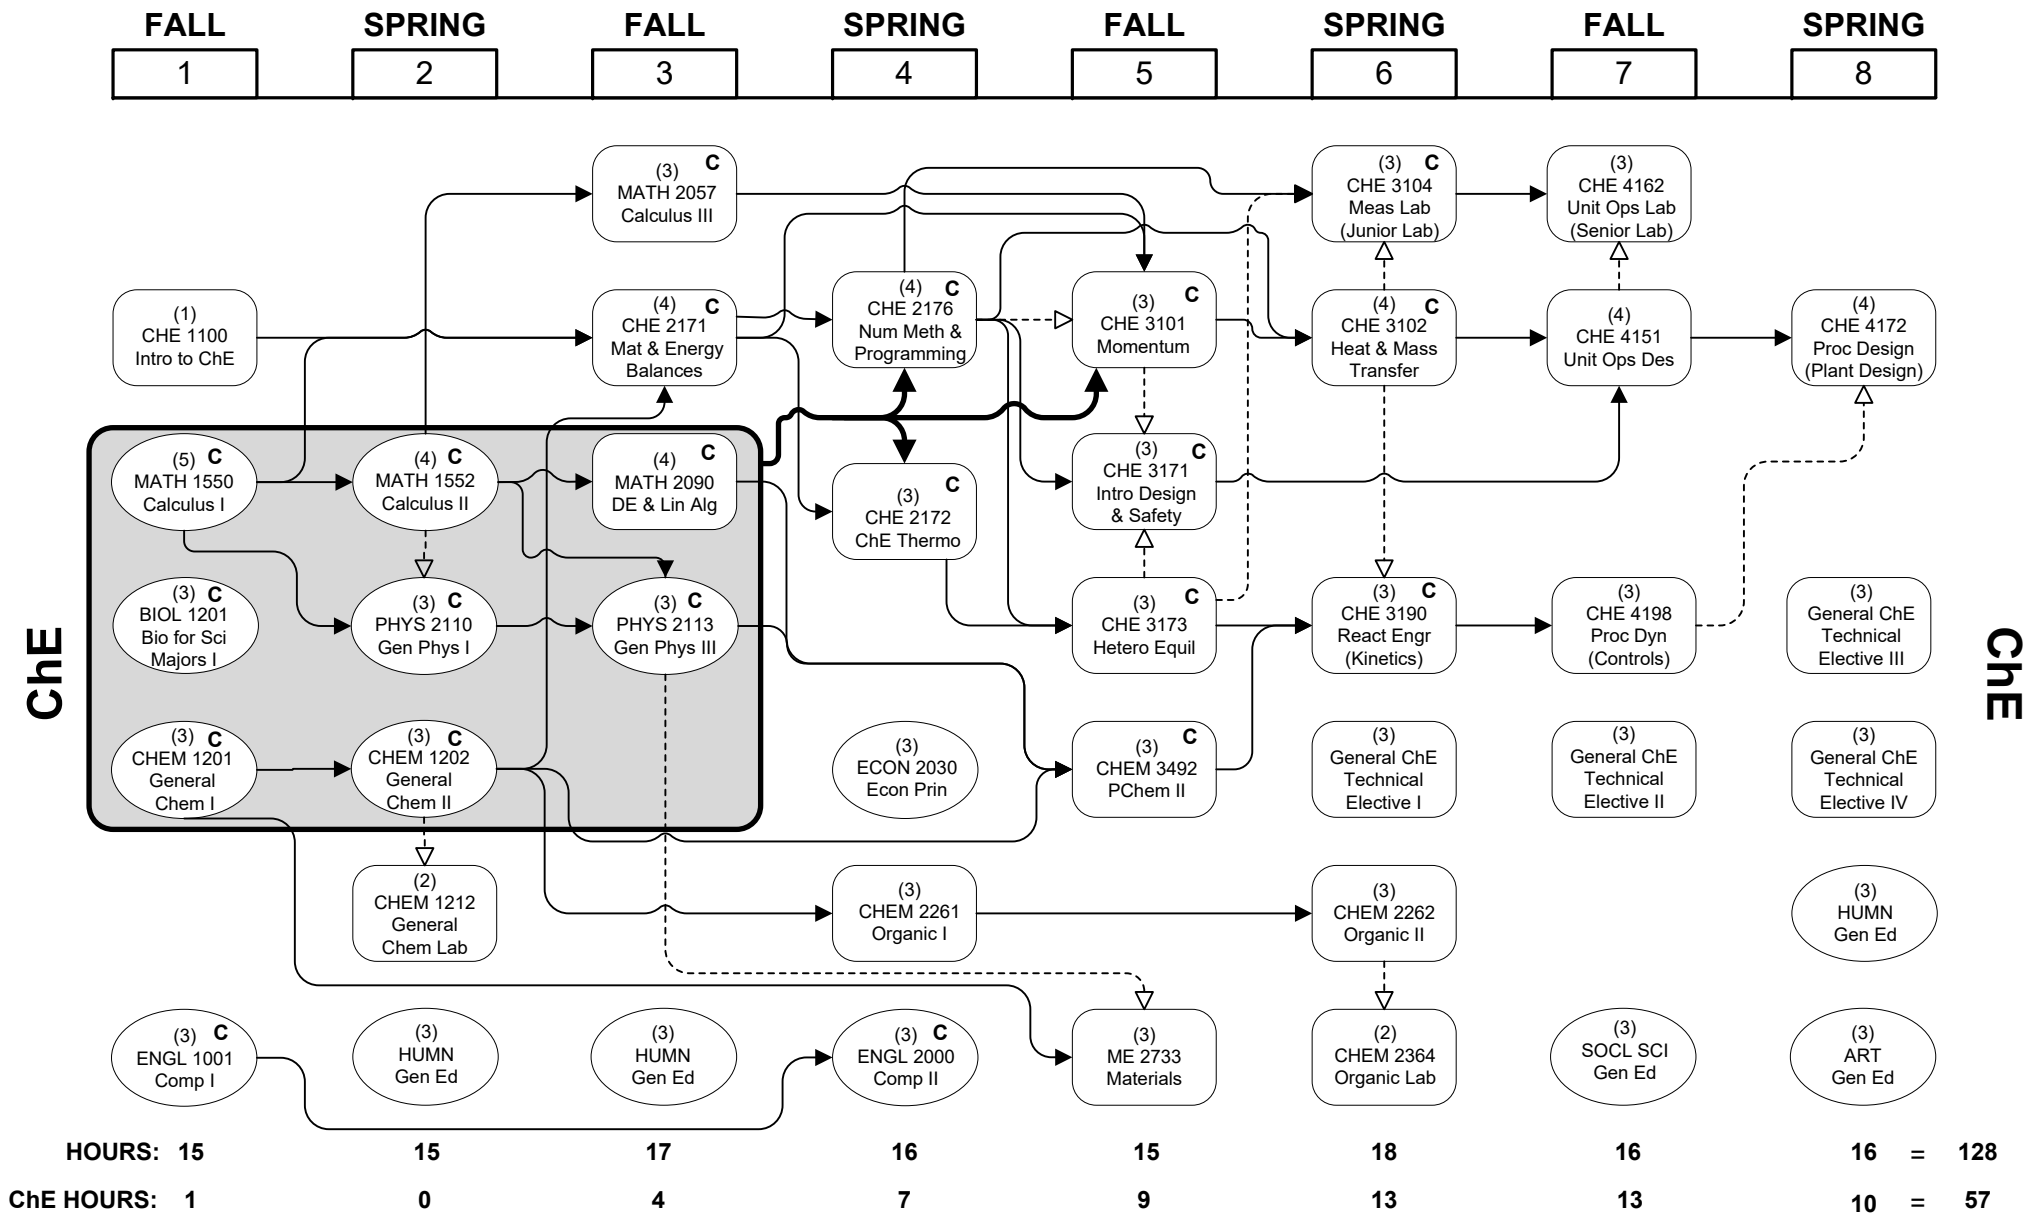 FALL SPRING FALL SPRING FALL SPRING FALL SPRING
1 2 3 4 5 6 7 8
(3) C
MATH 2057
Calculus III
(3) C
CHE 3104
Meas Lab
(Junior Lab)
(3)
CHE 4162
Unit Ops Lab
(Senior Lab)
(1)
CHE 1100
Intro to ChE
(4) C
CHE 2171
Mat & Energy
Balances
(4) C
CHE 2176
Num Meth &
Programming
(3) C
CHE 3101
Momentum
(4) C
CHE 3102
Heat & Mass
Transfer
(4)
CHE 4151
Unit Ops Des
(4)
CHE 4172
Proc Design
(Plant Design)
(5) C
MATH 1550
Calculus I
(4) C
MATH 1552
Calculus II
(4) C
MATH 2090
DE & Lin Alg
(3) C
CHE 2172
ChE Thermo
(3) C
CHE 3171
Intro Design
& Safety
ChE
(3) C
BIOL 1201
Bio for Sci
Majors I
(3) C
PHYS 2110
Gen Phys I
(3) C
PHYS 2113
Gen Phys III
(3) C
CHE 3173
Hetero Equil
(3) C
CHE 3190
React Engr
(Kinetics)
(3)
CHE 4198
Proc Dyn
(Controls)
(3)
General ChE
Technical
Elective III
ChE
(3) C
CHEM 1201
General
Chem I
(3) C
CHEM 1202
General
Chem II
(3)
ECON 2030
Econ Prin
(3) C
CHEM 3492
PChem II
(3)
General ChE
Technical
Elective I
(3)
General ChE
Technical
Elective II
(3)
General ChE
Technical
Elective IV
(2)
CHEM 1212
General
Chem Lab
(3)
CHEM 2261
Organic I
(3)
CHEM 2262
Organic II
(3)
HUMN
Gen Ed
(3) C
ENGL 1001
Comp I
(3)
HUMN
Gen Ed
(3)
HUMN
Gen Ed
(3) C
ENGL 2000
Comp II
(3)
ME 2733
Materials
(2)
CHEM 2364
Organic Lab
(3)
SOCL SCI
Gen Ed
(3)
ART
Gen Ed
HOURS: 15 15 17 16 15 18 16 16 = 128
ChE HOURS: 1 0 4 7 9 13 13 10 = 57